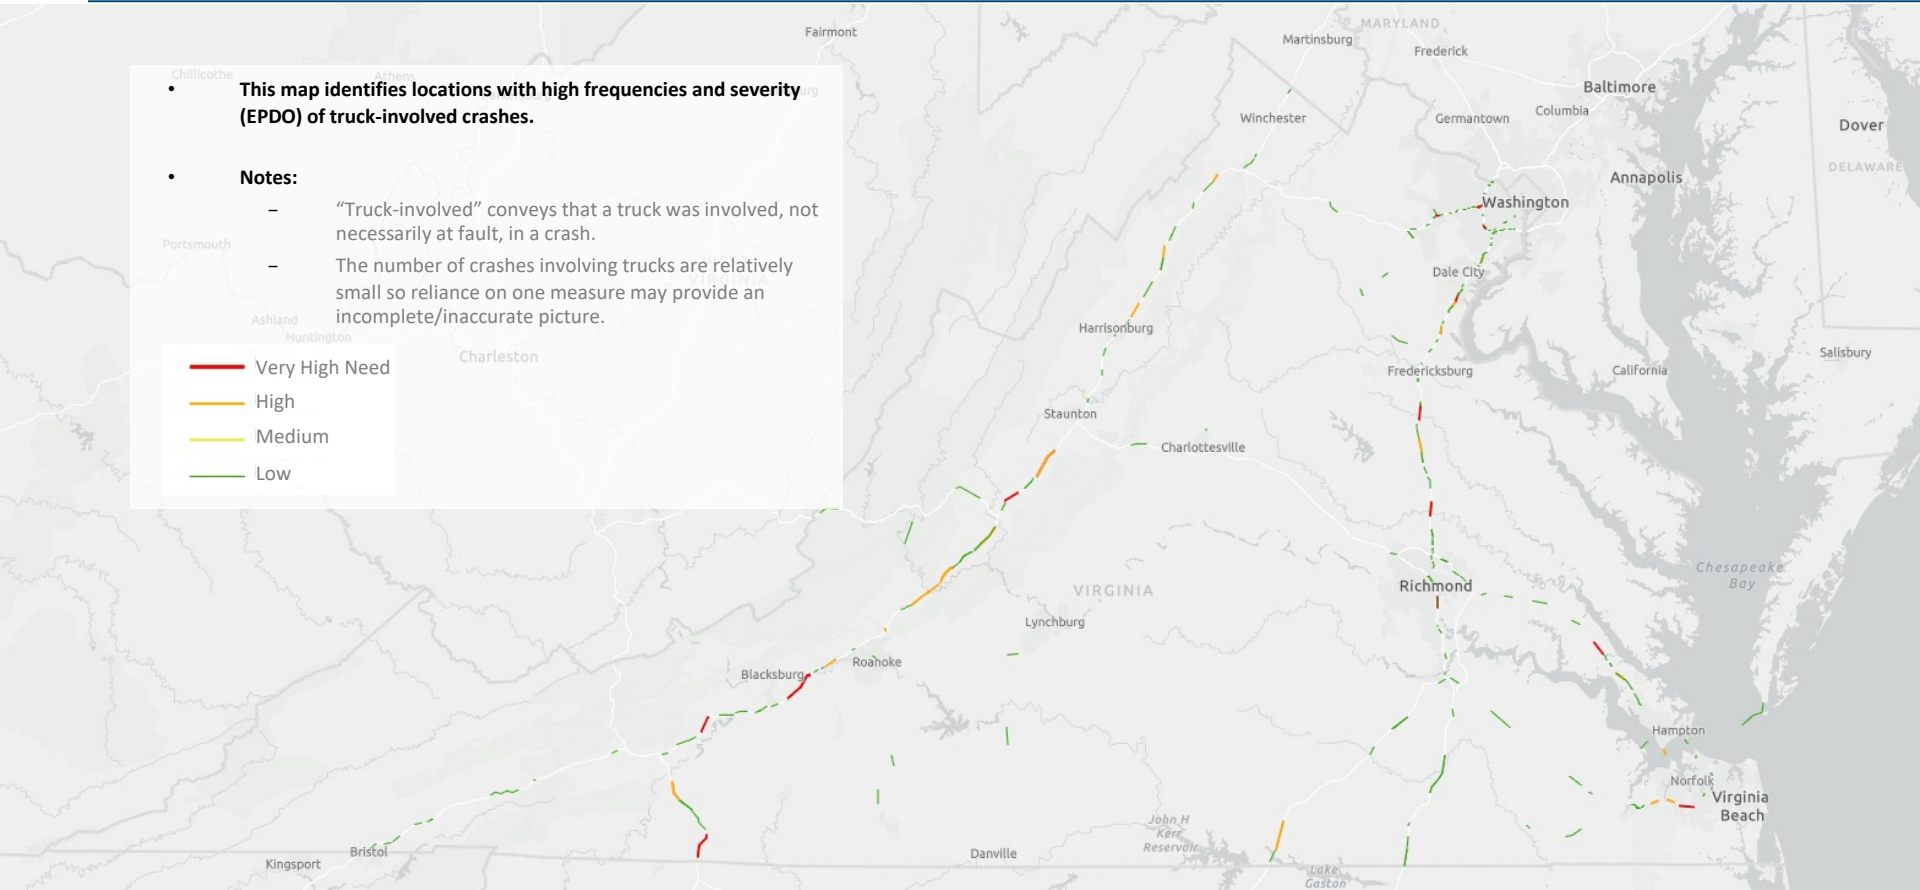 MARYLAND
Fairmont
Martinsburg
Frederick
Chillicothe
Athens
Baltimore
• This map identifies locations with high frequencies and severity
(EPDO) of truck-involved crashes.
Winchester
Germantown
Columbia
Dover
DELAWARE
Annapolis
• Notes:
– “Truck-involved” conveys that a truck was involved, not
necessarily at fault, in a crash.
Washington
Portsmouth
– The number of crashes involving trucks are relatively
small so reliance on one measure may provide an
incomplete/inaccurate picture.
VIRGINIA
Dale City
Ashland
Huntington
Harrisonburg
Charleston
Salisbury
California
Fredericksburg
Very High Need
High
Medium
Low
Staunton
Charlottesville
Chesapeake
Bay
Richmond
VIRGINIA
Lynchburg
Roanoke
Blacksburg
Hampton
Norfolk
Virginia
Beach
John H
Kerr
Reservoir
Bristol
Kingsport
Danville
Lake
Gaston